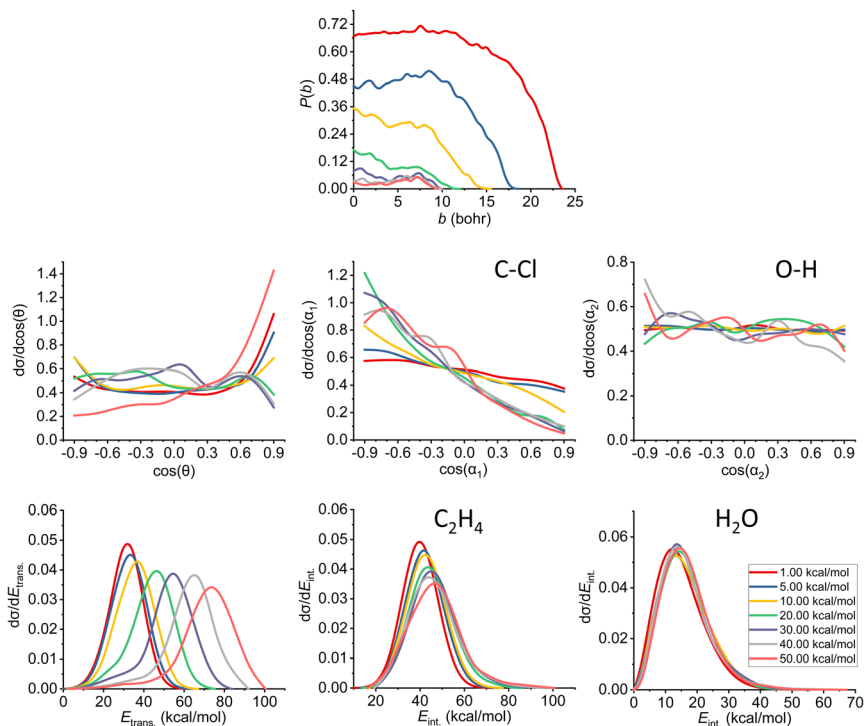 0.72
0.60
0.48
0.36
0.24
0.12
0.00
P(b)
0 5 10 15 20 25
b (bohr)
1.4
1.2
1.0
0.8
0.6
0.4
0.2
0.0
dσ/dcos(θ)
-0.9 -0.6 -0.3 0.0 0.3 0.6 0.9
cos(θ)
C-Cl
1.2
1.0
0.8
0.6
0.4
0.2
0.0
dσ/dcos(α₁)
-0.9 -0.6 -0.3 0.0 0.3 0.6 0.9
cos(α₁)
O-H
0.8
0.6
0.4
0.2
0.0
dσ/dcos(α₂)
-0.9 -0.6 -0.3 0.0 0.3 0.6 0.9
cos(α₂)
0.06
0.05
0.04
0.03
0.02
0.01
0.00
dσ/dE trans.
0 20 40 60 80 100
E trans. (kcal/mol)
C₂H₄
0.06
0.05
0.04
0.03
0.02
0.01
0.00
dσ/dE int.
20 40 60 80 100
E int. (kcal/mol)
H₂O
0.06
0.04
0.02
0.00
dσ/dE int.
0 10 20 30 40 50 60 70
E int. (kcal/mol)
1.00 kcal/mol
5.00 kcal/mol
10.00 kcal/mol
20.00 kcal/mol
30.00 kcal/mol
40.00 kcal/mol
50.00 kcal/mol